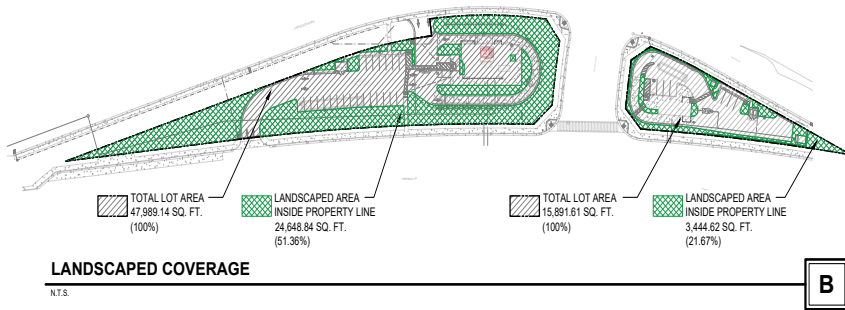 TOTAL LOT AREA
47,989.14 SQ. FT.
(100%)
LANDSCAPED AREA
INSIDE PROPERTY LINE
24,648.84 SQ. FT.
(51.36%)
TOTAL LOT AREA
15,891.61 SQ. FT.
(100%)
LANDSCAPED AREA
INSIDE PROPERTY LINE
3,444.62 SQ. FT.
(21.67%)
LANDSCAPED COVERAGE
N.T.S.
B